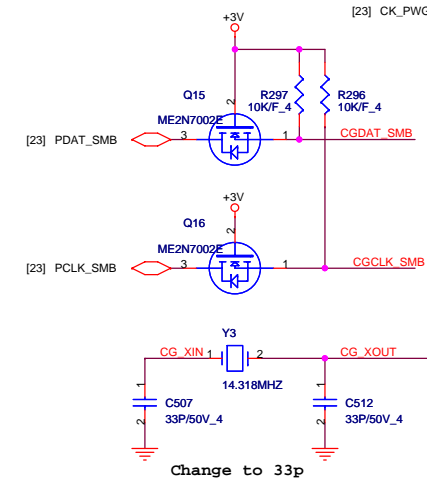 +3V
[23] CK_PWG
Q15
2
R297
10K/F_4
R296
10K/F_4
ME2N7002E
[23] PDAT_SMB
3
1
CGDAT_SMB
+3V
Q16
2
ME2N7002E
[23] PCLK_SMB
3
1
CGCLK_SMB
Y3
CG_XIN
1
2
CG_XOUT
14.318MHZ
1
C507
33P/50V_4
2
1
C512
33P/50V_4
2
Change to 33p